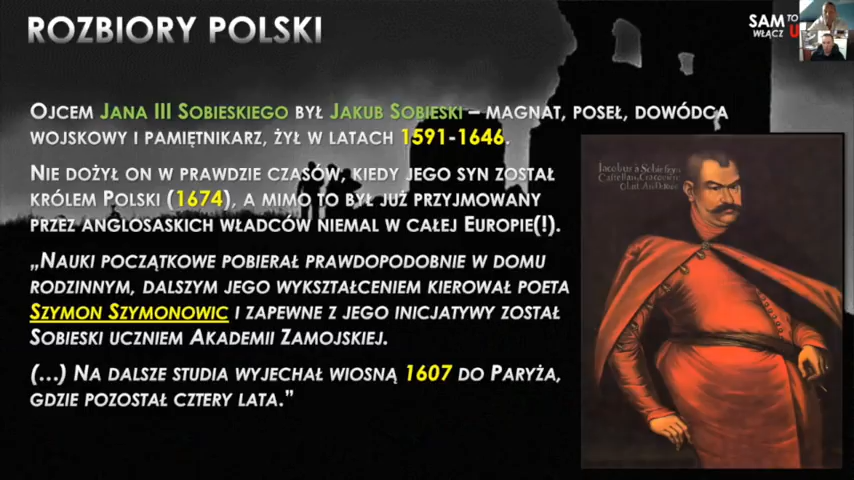 ROZBIORY POLSKI
SAM TO
WŁĄCZ U
OJCEM JANA III SOBIESKIEGO BYŁ JAKUB SOBIESKI – MAGNAT, POSEŁ, DOWÓDCA
WOJSKOWY I PAMIĘTNIKARZ, ŻYŁ W LATACH 1591-1646.
NIE DOŻYŁ ON W PRAWDZIE CZASÓW, KIEDY JEGO SYN ZOSTAŁ
KRÓLEM POLSKI (1674), A MIMO TO BYŁ JUŻ PRZYJMOWANY
PRZEZ ANGLOSASKICH WŁADCÓW NIEMAL W CAŁEJ EUROPIE(!).
„NAUKI POCZĄTKOWE POBIERAŁ PRAWDOPODOBNIE W DOMU
RODZINNYM, DALSZYM JEGO WYKSZTAŁCENIEM KIEROWAŁ POETA
SZYMON SZYMONOWIC I ZAPEWNE Z JEGO INICJATYWY ZOSTAŁ
SOBIESKI UCZNIEM AKADEMII ZAMOJSKIEJ.
(...) NA DALSZE STUDIA WYJECHAŁ WIOSNĄ 1607 DO PARYŻA,
GDZIE POZOSTAŁ CZTERY LATA."
Iacobus à Sobieszyn